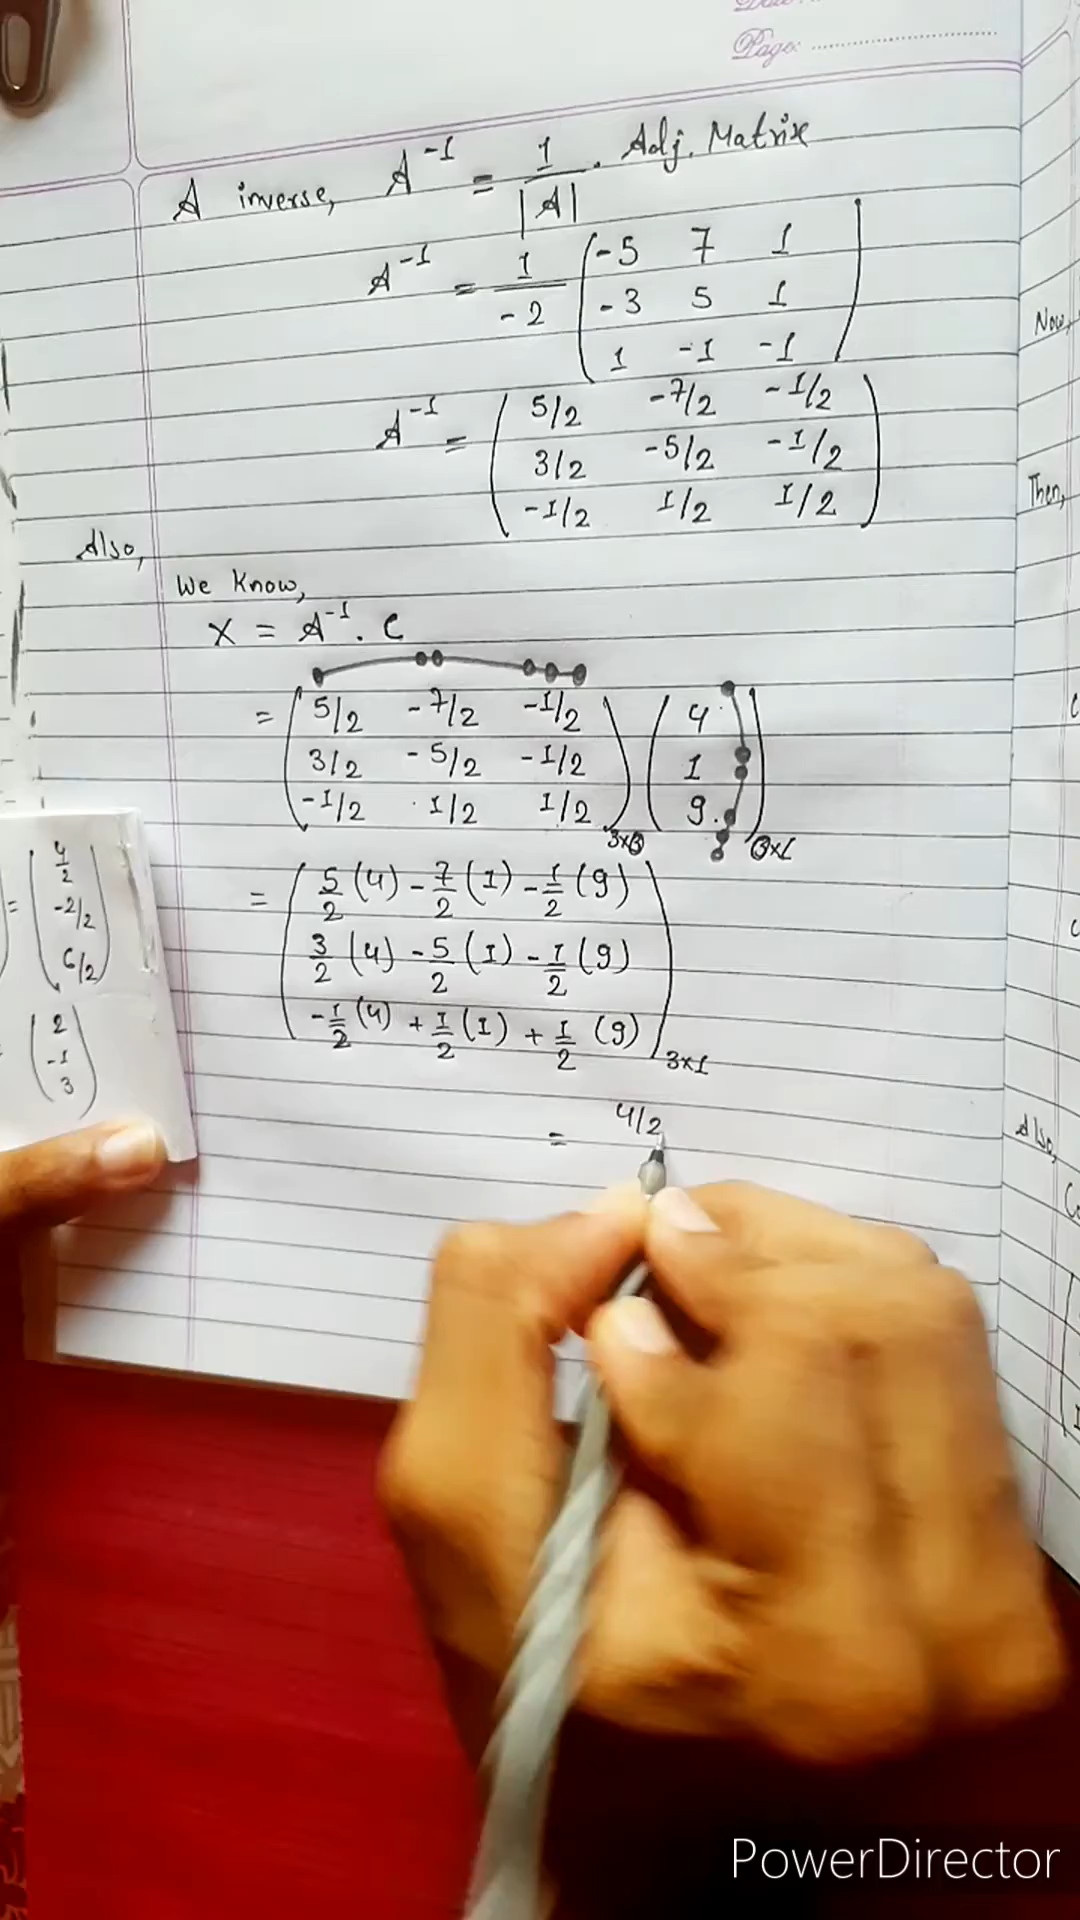 Page:
A inverse, A⁻¹ = 1/|A| . Adj. Matrix
A⁻¹ = 1/-2 ( -5 7 1
-3 5 1
1 -1 -1 )
A⁻¹ = ( 5/2 -7/2 -1/2
3/2 -5/2 -1/2
-1/2 1/2 1/2 )
Also,
We Know,
X = A⁻¹ . C
= ( 5/2 -7/2 -1/2
3/2 -5/2 -1/2
-1/2 1/2 1/2 )3×3 ( 4
1
9 )3×1
= ( 5/2 (4) - 7/2 (1) - 1/2 (9)
3/2 (4) - 5/2 (1) - 1/2 (9)
-1/2 (4) + 1/2 (1) + 1/2 (9) )3×1
= 4/2
= ( 4/2
-2/2
6/2 )
( 2
-1
3 )
Now,
Then,
Also,
PowerDirector